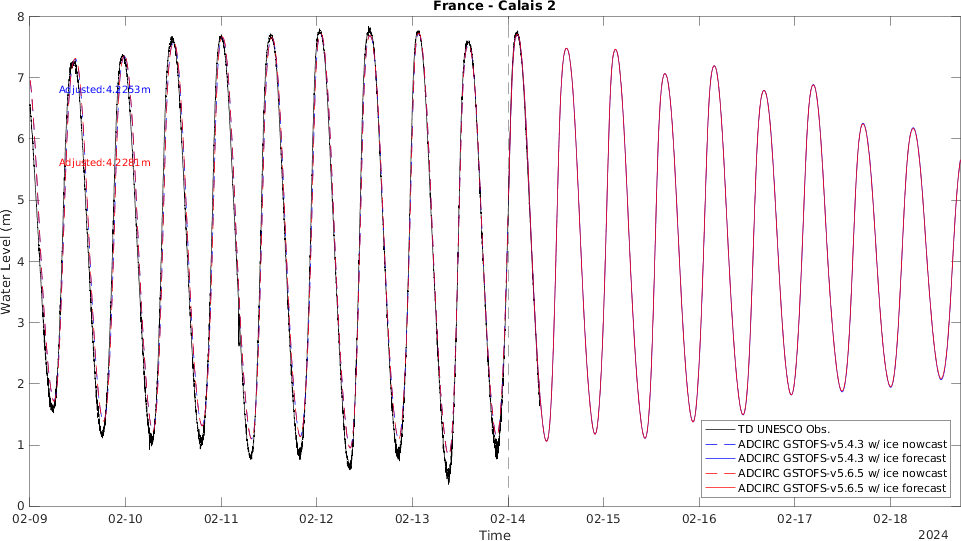 France - Calais 2
8
7
6
5
4
3
2
1
0
Water Level (m)
Adjusted:4.2253m
Adjusted:4.2281m
TD UNESCO Obs.
ADCIRC GSTOFS-v5.4.3 w/ ice nowcast
ADCIRC GSTOFS-v5.4.3 w/ ice forecast
ADCIRC GSTOFS-v5.6.5 w/ ice nowcast
ADCIRC GSTOFS-v5.6.5 w/ ice forecast
02-09 02-10 02-11 02-12 02-13 02-14 02-15 02-16 02-17 02-18
Time
2024